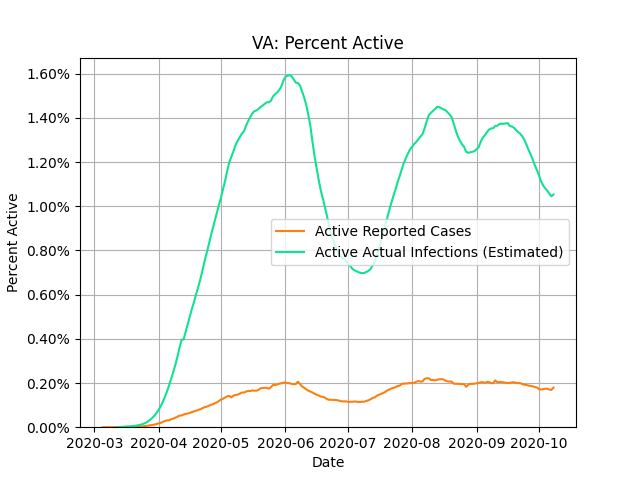 VA: Percent Active
1.60%
1.40%
1.20%
1.00%
0.80%
0.60%
0.40%
0.20%
0.00%
Percent Active
Active Reported Cases
Active Actual Infections (Estimated)
2020-03 2020-04 2020-05 2020-06 2020-07 2020-08 2020-09 2020-10
Date